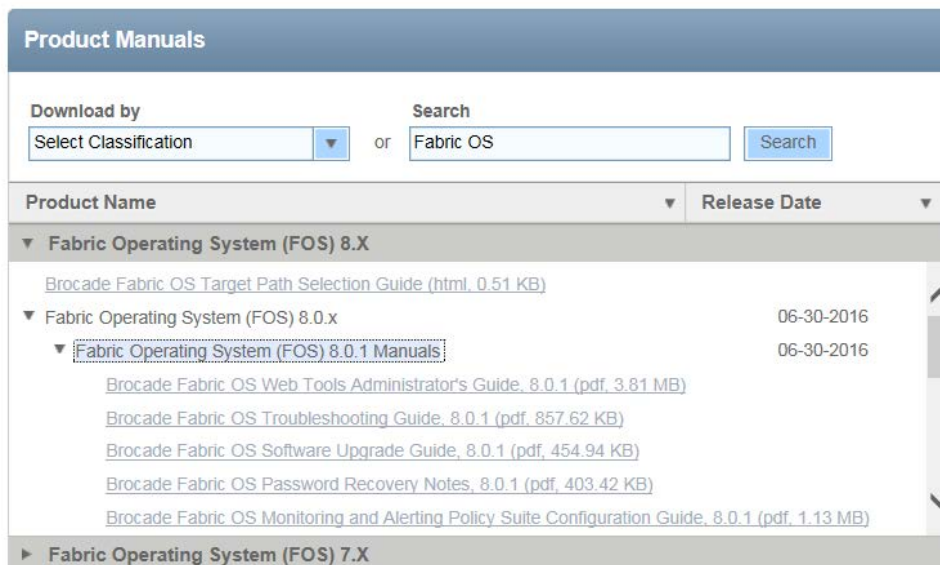 Product Manuals
Download by
Search
Select Classification
or
Fabric OS
Search
Product Name
Release Date
Fabric Operating System (FOS) 8.X
Brocade Fabric OS Target Path Selection Guide (html, 0.51 KB)
Fabric Operating System (FOS) 8.0.x 06-30-2016
Fabric Operating System (FOS) 8.0.1 Manuals 06-30-2016
Brocade Fabric OS Web Tools Administrator's Guide, 8.0.1 (pdf, 3.81 MB)
Brocade Fabric OS Troubleshooting Guide, 8.0.1 (pdf, 857.62 KB)
Brocade Fabric OS Software Upgrade Guide, 8.0.1 (pdf, 454.94 KB)
Brocade Fabric OS Password Recovery Notes, 8.0.1 (pdf, 403.42 KB)
Brocade Fabric OS Monitoring and Alerting Policy Suite Configuration Guide, 8.0.1 (pdf, 1.13 MB)
Fabric Operating System (FOS) 7.X